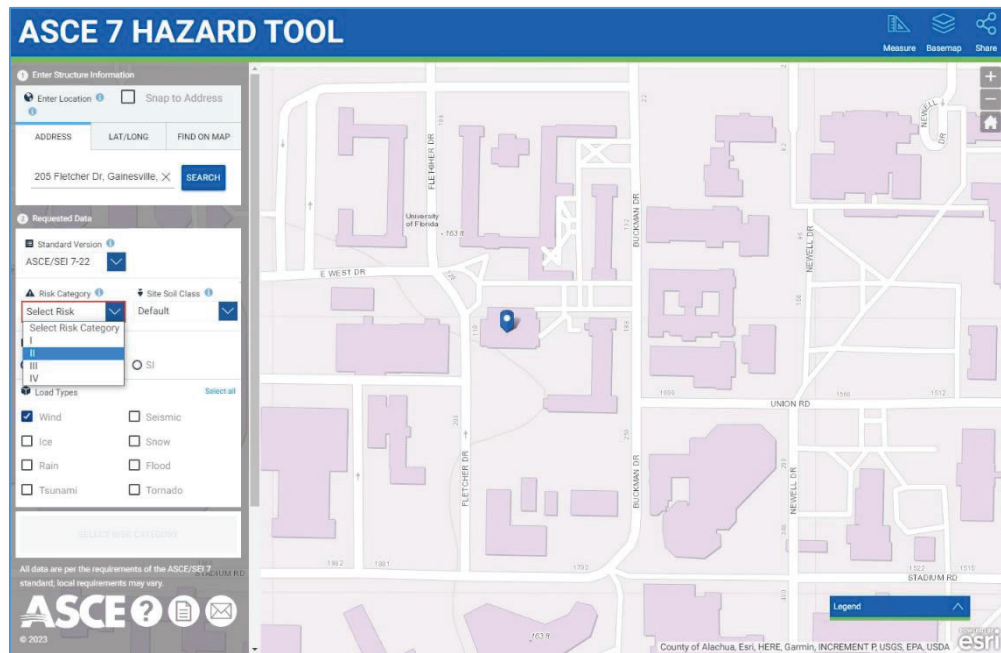 ASCE 7 HAZARD TOOL
Measure Basemap Share
1 Enter Structure Information
Enter Location Snap to Address
ADDRESS LAT/LONG FIND ON MAP
205 Fletcher Dr, Gainesville, SEARCH
2 Requested Data
Standard Version
ASCE/SEI 7-22
Risk Category Site Soil Class
Select Risk Default
Select Risk Category
I
II
III
IV
SI
Load Types Select all
Wind Seismic
Ice Snow
Rain Flood
Tsunami Tornado
SELECT RISK CATEGORY
All data are per the requirements of the ASCE/SEI 7
standard; local requirements may vary.
ASCE
© 2023
FLETCHER DR
University
of Florida
163 ft
E WEST DR
BUCKMAN DR
NEWELL DR
NEWELL DR
UNION RD
FLETCHER DR
BUCKMAN DR
NEWELL DR
STADIUM RD
STADIUM RD
163 ft
Legend
County of Alachua, Esri, HERE, Garmin, INCREMENT P, USGS, EPA, USDA
esri